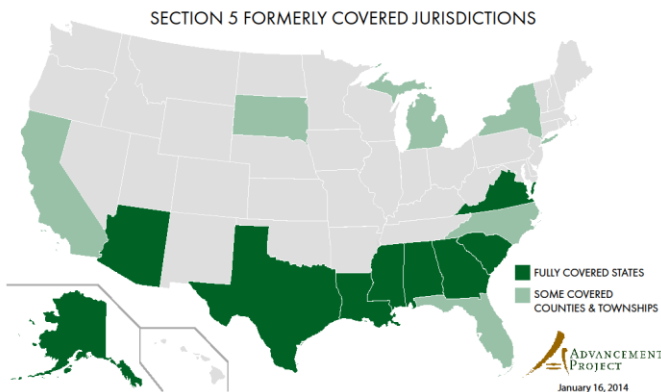 SECTION 5 FORMERLY COVERED JURISDICTIONS
FULLY COVERED STATES
SOME COVERED
COUNTIES & TOWNSHIPS
ADVANCEMENT
PROJECT
January 16, 2014